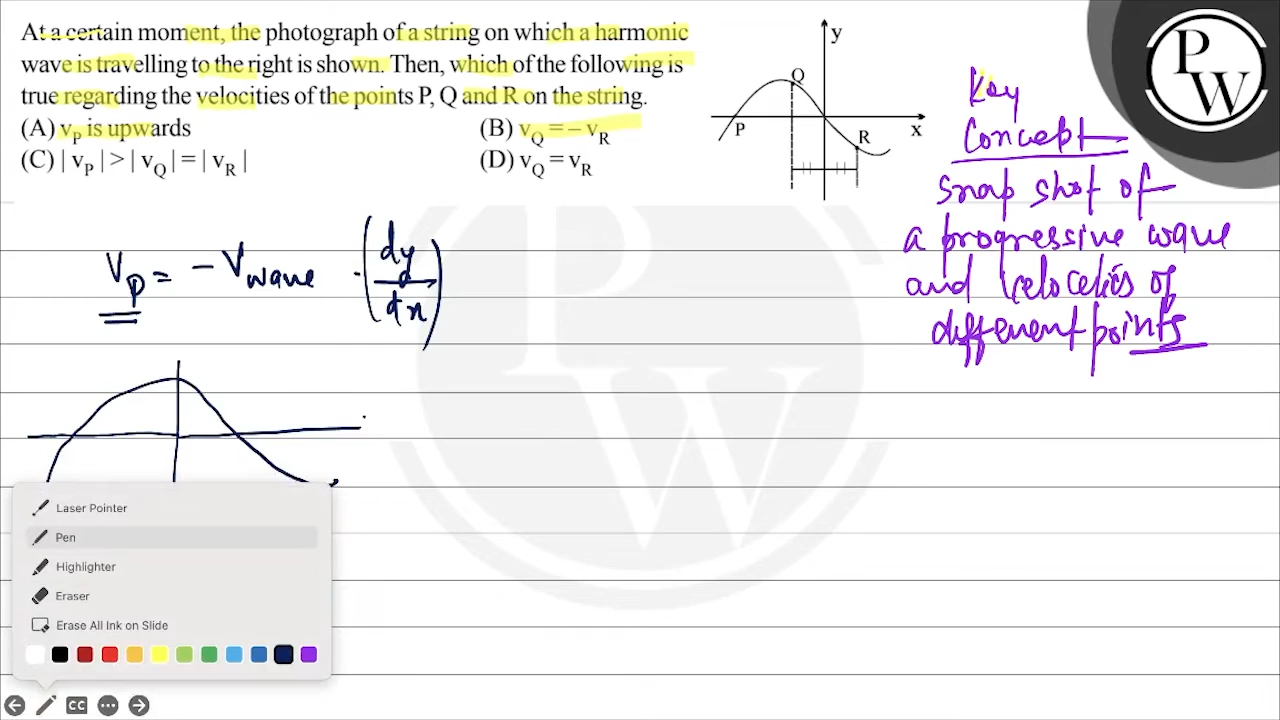 At a certain moment, the photograph of a string on which a harmonic
wave is travelling to the right is shown. Then, which of the following is
true regarding the velocities of the points P, Q and R on the string.
(A) vP is upwards (B) vQ = – vR
(C) | vP | > | vQ | = | vR | (D) vQ = vR
y
Q
P
R
x
P
W
Key
Concept
snap shot of
a progressive wave
and Velocities of
different points
Vp = - Vwave · (dy/dx)
P
W
Laser Pointer
Pen
Highlighter
Eraser
Erase All Ink on Slide
CC